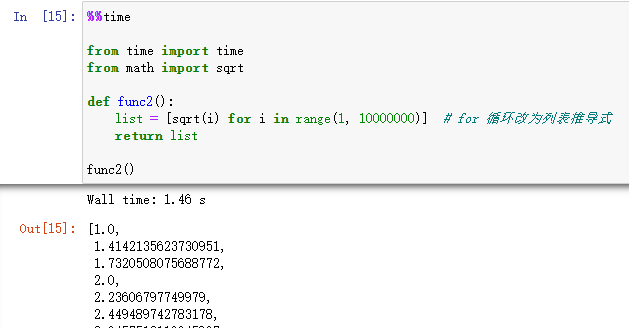 In [15]: %%time
from time import time
from math import sqrt
def func2():
list = [sqrt(i) for i in range(1, 10000000)]  # for 循环改为列表推导式
return list
func2()
Wall time: 1.46 s
Out[15]: [1.0,
1.4142135623730951,
1.7320508075688772,
2.0,
2.23606797749979,
2.449489742783178,